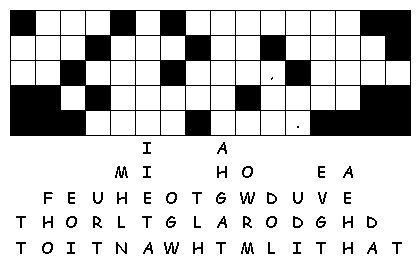 I A
M I H O E A
F E U H E O T G W D U V E
T H O R L T G L A R O D G H D
T O I T N A W H T M L I T H A T